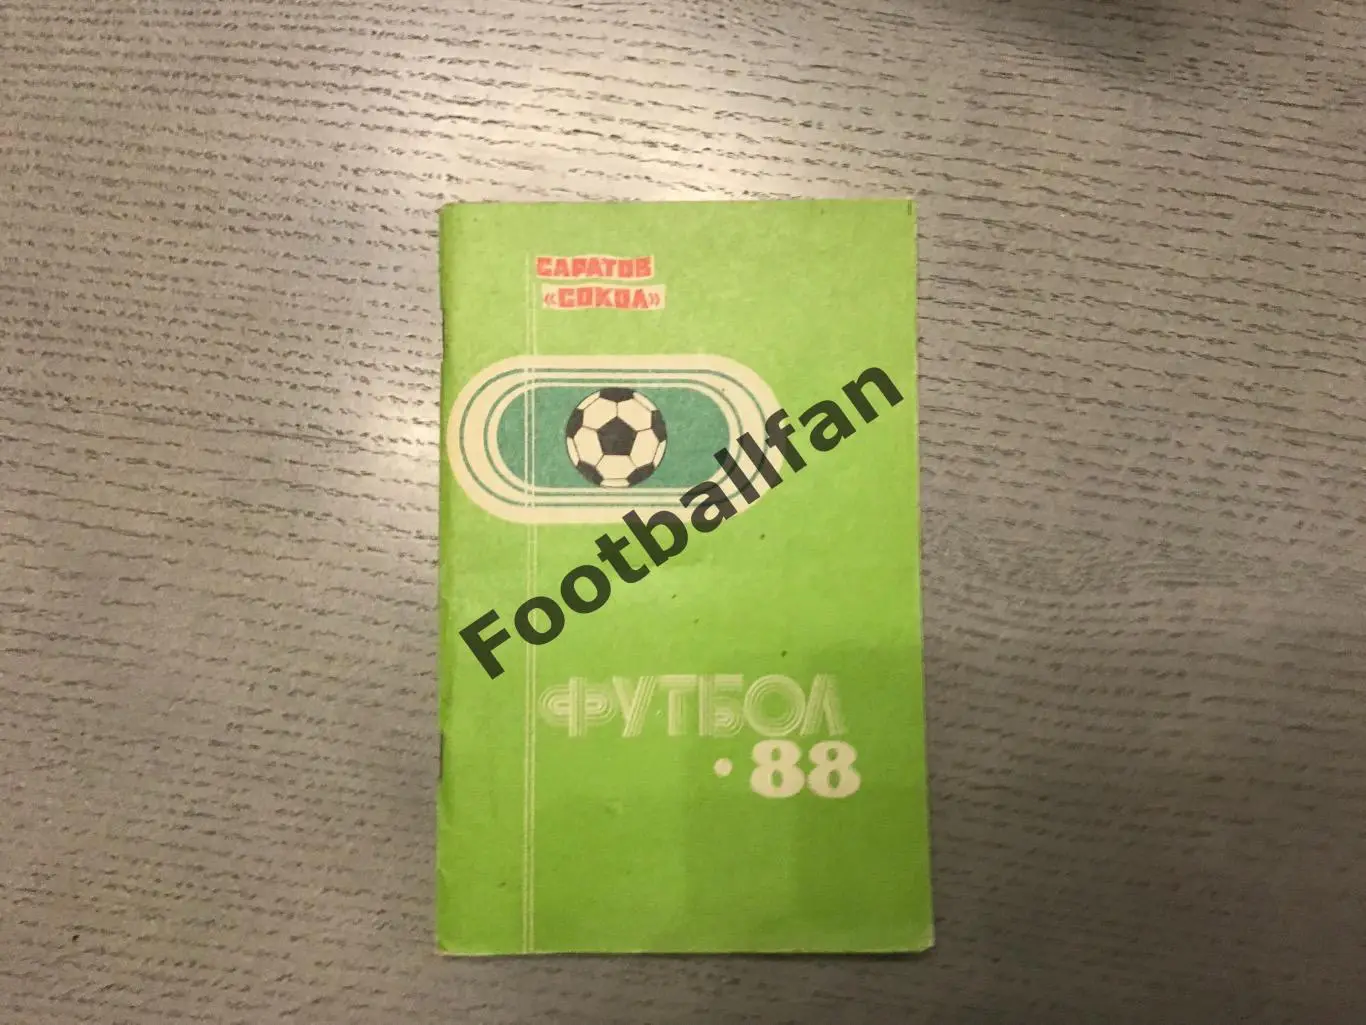 САРАТОВ
«СОКОЛ»
Footballfan
ФУТБОЛ
•88